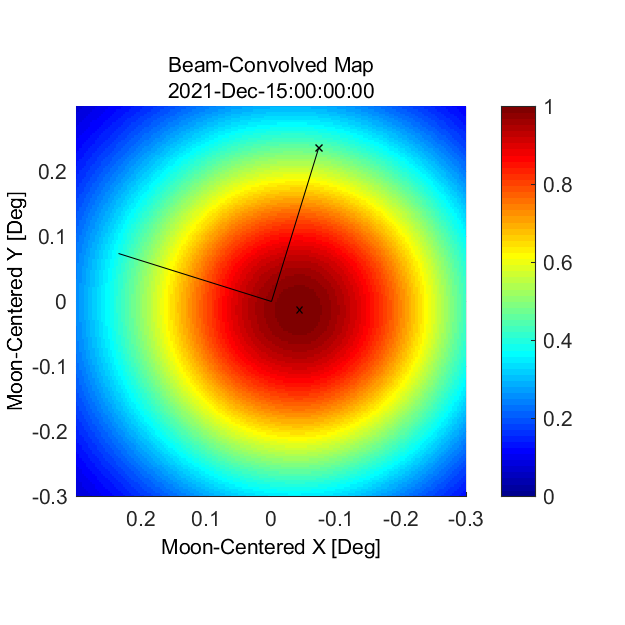 Beam-Convolved Map
2021-Dec-15:00:00:00
Moon-Centered Y [Deg]
0.2
0.1
0
-0.1
-0.2
-0.3
0.2 0.1 0 -0.1 -0.2 -0.3
Moon-Centered X [Deg]
1
0.8
0.6
0.4
0.2
0